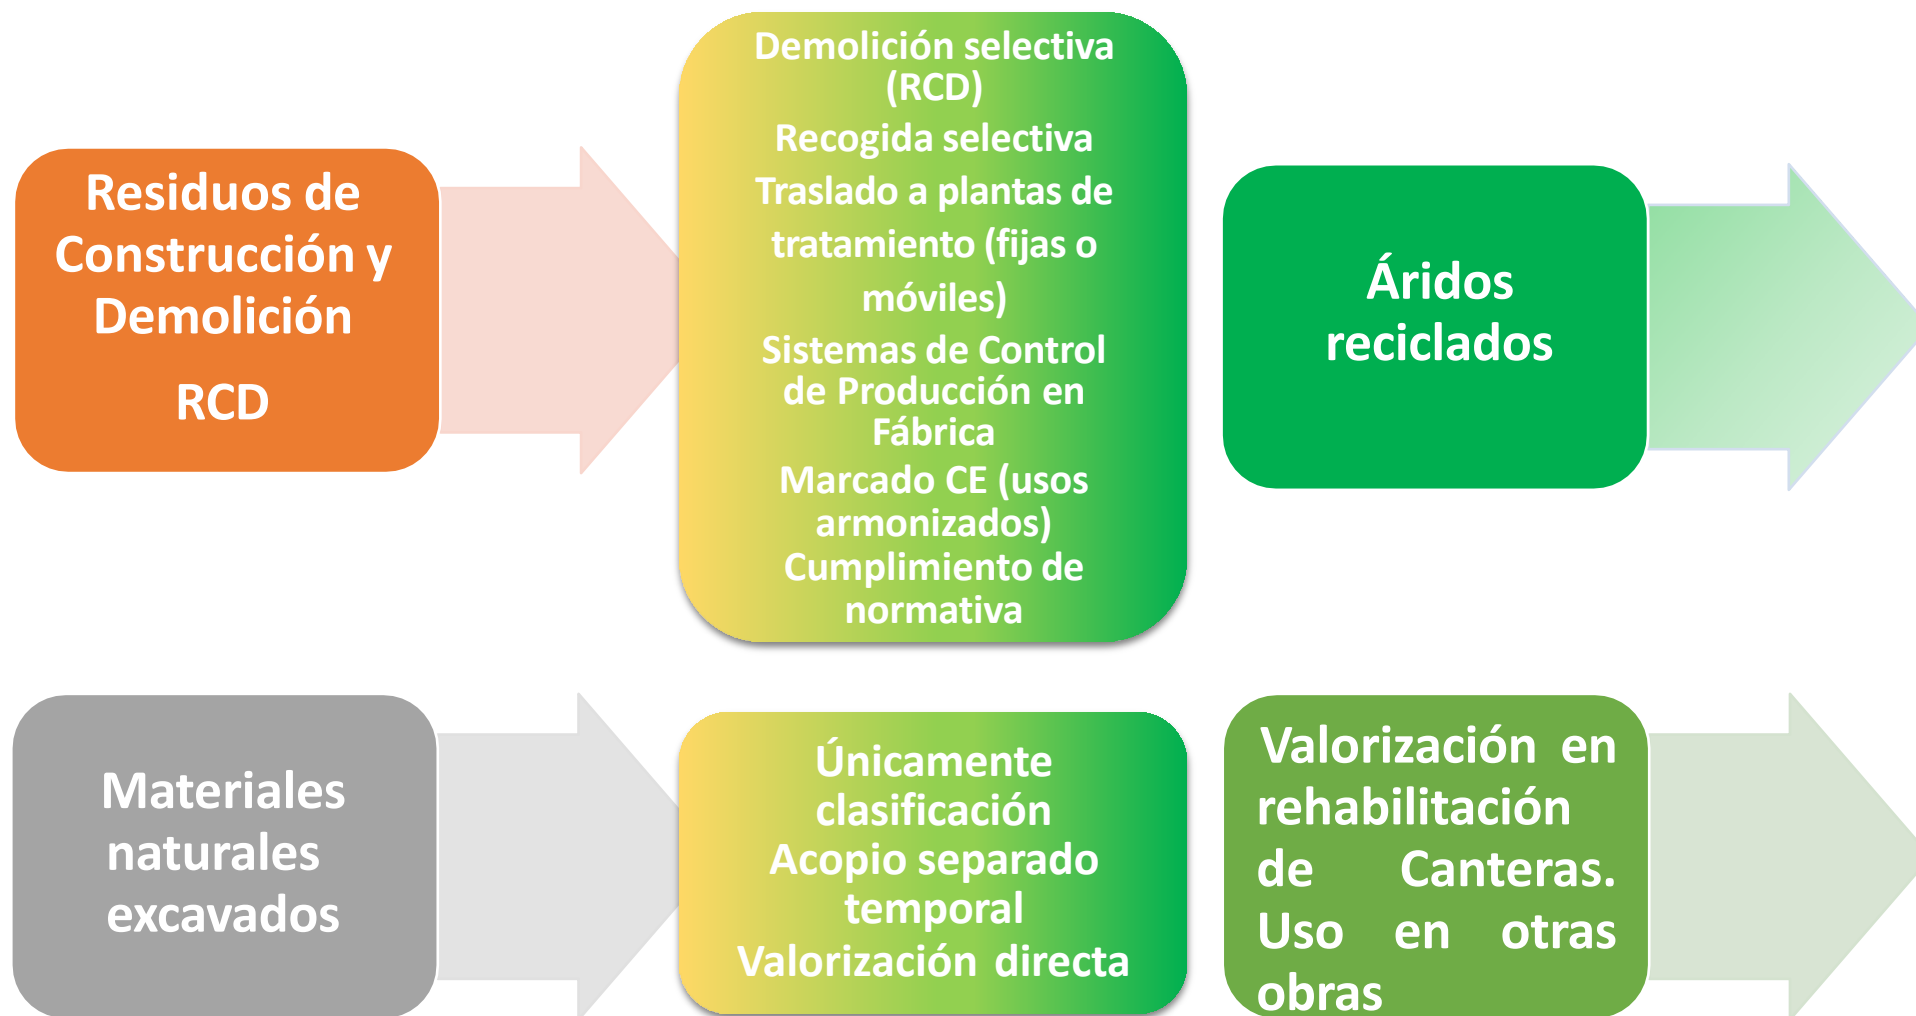 Residuos de
Construcción y
Demolición
RCD
Demolición selectiva
(RCD)
Recogida selectiva
Traslado a plantas de
tratamiento (fijas o
móviles)
Sistemas de Control
de Producción en
Fábrica
Marcado CE (usos
armonizados)
Cumplimiento de
normativa
Áridos
reciclados
Materiales
naturales
excavados
Únicamente
clasificación
Acopio separado
temporal
Valorización directa
Valorización en
rehabilitación
de Canteras.
Uso en otras
obras